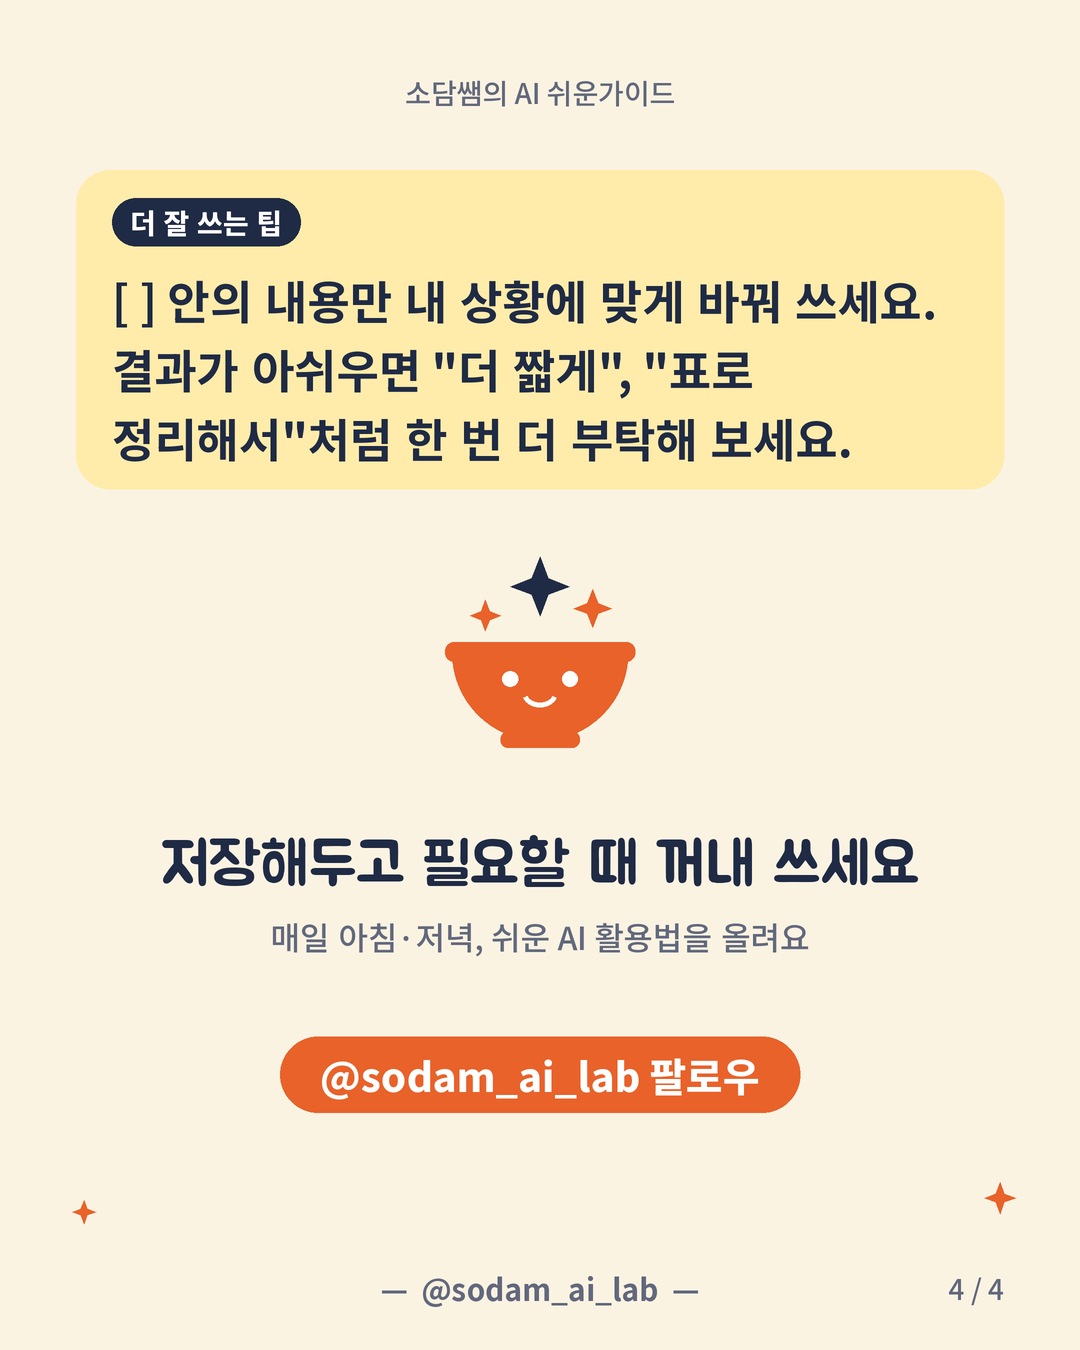 소담쌤의 AI 쉬운가이드
더 잘 쓰는 팁
[ ] 안의 내용만 내 상황에 맞게 바꿔 쓰세요.
결과가 아쉬우면 "더 짧게", "표로
정리해서"처럼 한 번 더 부탁해 보세요.
저장해두고 필요할 때 꺼내 쓰세요
매일 아침·저녁, 쉬운 AI 활용법을 올려요
@sodam_ai_lab 팔로우
— @sodam_ai_lab —
4 / 4